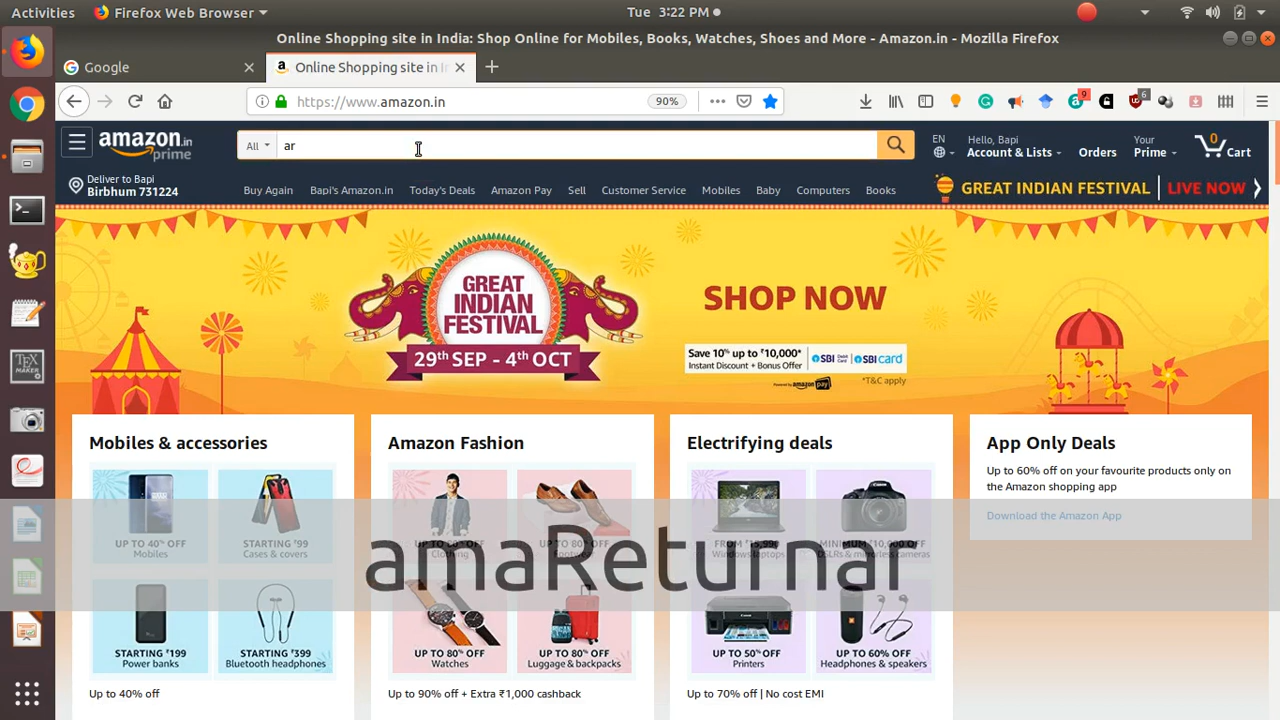 Activities Firefox Web Browser Tue 3:22 PM
Online Shopping site in India: Shop Online for Mobiles, Books, Watches, Shoes and More - Amazon.in - Mozilla Firefox
Google Online Shopping site in I
https://www.amazon.in 90% 9 6
amazon.in prime All ar EN Hello, Bapi Account & Lists Orders Your Prime 0 Cart
Deliver to Bapi
Birbhum 731224
Buy Again Bapi's Amazon.in Today's Deals Amazon Pay Sell Customer Service Mobiles Baby Computers Books GREAT INDIAN FESTIVAL LIVE NOW
GREAT
INDIAN
FESTIVAL
29th SEP - 4th OCT
SHOP NOW
Save 10% up to ₹10,000*
Instant Discount + Bonus Offer
SBI Debit Card SBI card
Powered by amazon pay
*T&C apply
Mobiles & accessories
UP TO 40% OFF
Mobiles
STARTING ₹99
Cases & covers
STARTING ₹199
Power banks
STARTING ₹399
Bluetooth headphones
Up to 40% off
Amazon Fashion
Clothing
UP TO 80% OFF
Footwear
UP TO 80% OFF
Watches
UP TO 80% OFF
Luggage & backpacks
Up to 90% off + Extra ₹1,000 cashback
Electrifying deals
FROM ₹15,990
Windows laptops
MINIMUM ₹10,000 OFF
DSLRs & mirrorless cameras
UP TO 50% OFF
Printers
UP TO 60% OFF
Headphones & speakers
Up to 70% off | No cost EMI
App Only Deals
Up to 60% off on your favourite products only on
the Amazon shopping app
Download the Amazon App
amaReturnar
TEX MAKER
Canon
Canon